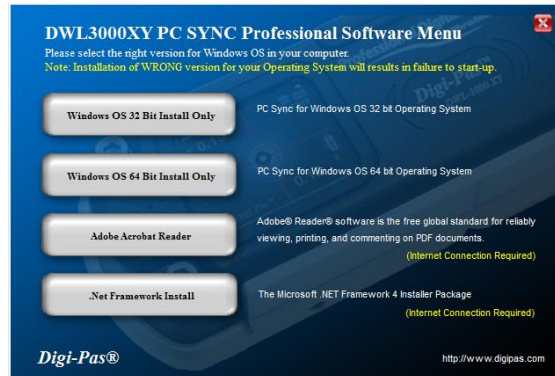 DWL3000XY PC SYNC Professional Software Menu
Please select the right version for Windows OS in your computer.
Note: Installation of WRONG version for your Operating System will results in failure to start-up.
Windows OS 32 Bit Install Only
PC Sync for Windows OS 32 bit Operating System
Windows OS 64 Bit Install Only
PC Sync for Windows OS 64 bit Operating System
Adobe Acrobat Reader
Adobe® Reader® software is the free global standard for reliably
viewing, printing, and commenting on PDF documents.
(Internet Connection Required)
.Net Framework Install
The Microsoft .NET Framework 4 Installer Package
(Internet Connection Required)
Digi-Pas®
http://www.digipas.com